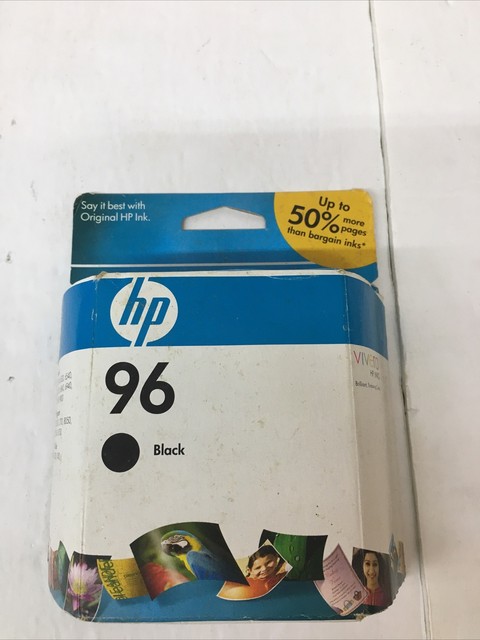 Say it best with
Original HP Ink.
Up to
50% more
pages
than bargain inks*
hp
96
Black